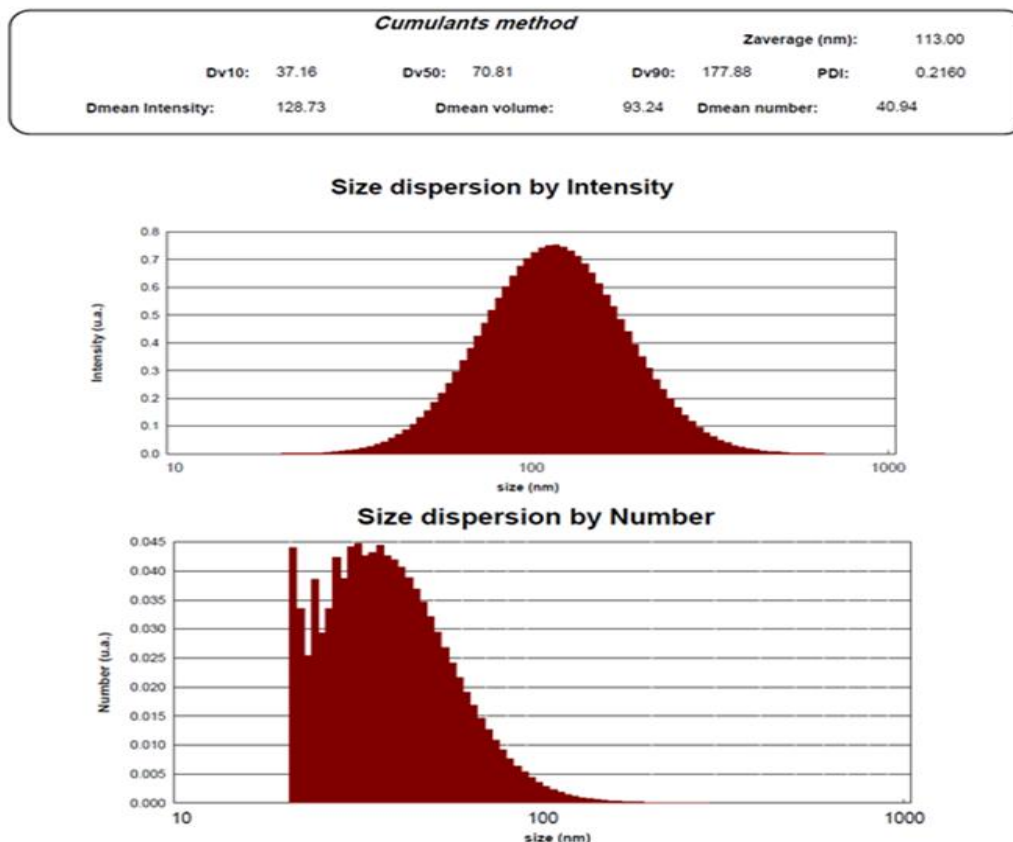 Cumulants method
Zaverage (nm): 113.00
Dv10: 37.16 Dv50: 70.81 Dv90: 177.88 PDI: 0.2160
Dmean Intensity: 128.73 Dmean volume: 93.24 Dmean number: 40.94
Size dispersion by Intensity
0.8
0.7
0.6
0.5
0.4
0.3
0.2
0.1
0.0
Intensity (u.a.)
10 100 1000
size (nm)
Size dispersion by Number
0.045
0.040
0.035
0.030
0.025
0.020
0.015
0.010
0.005
0.000
Number (u.a.)
10 100 1000
size (nm)